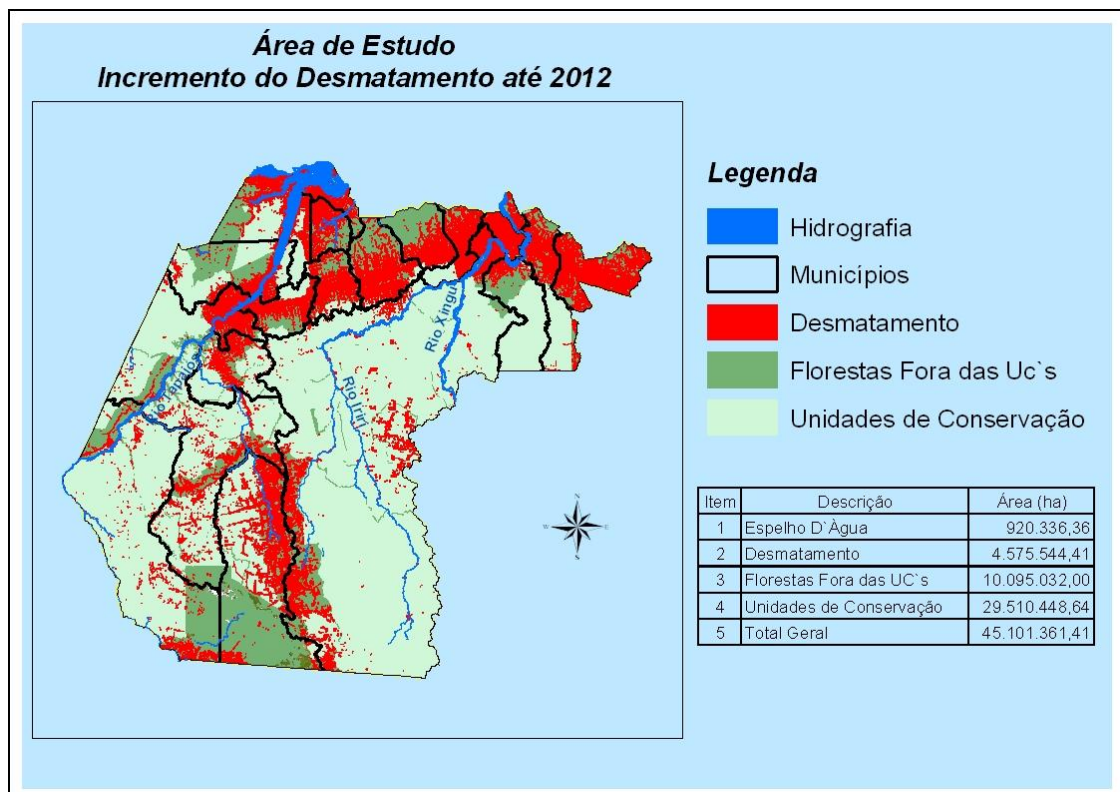 Área de Estudo
Incremento do Desmatamento até 2012
Legenda
Hidrografia
Municípios
Desmatamento
Florestas Fora das Uc`s
Unidades de Conservação
Rio Tapajós
Rio Iriri
Rio Xingu
Item Descrição Área (ha)
1 Espelho D`Àgua 920.336,36
2 Desmatamento 4.575.544,41
3 Florestas Fora das UC`s 10.095.032,00
4 Unidades de Conservação 29.510.448,64
5 Total Geral 45.101.361,41